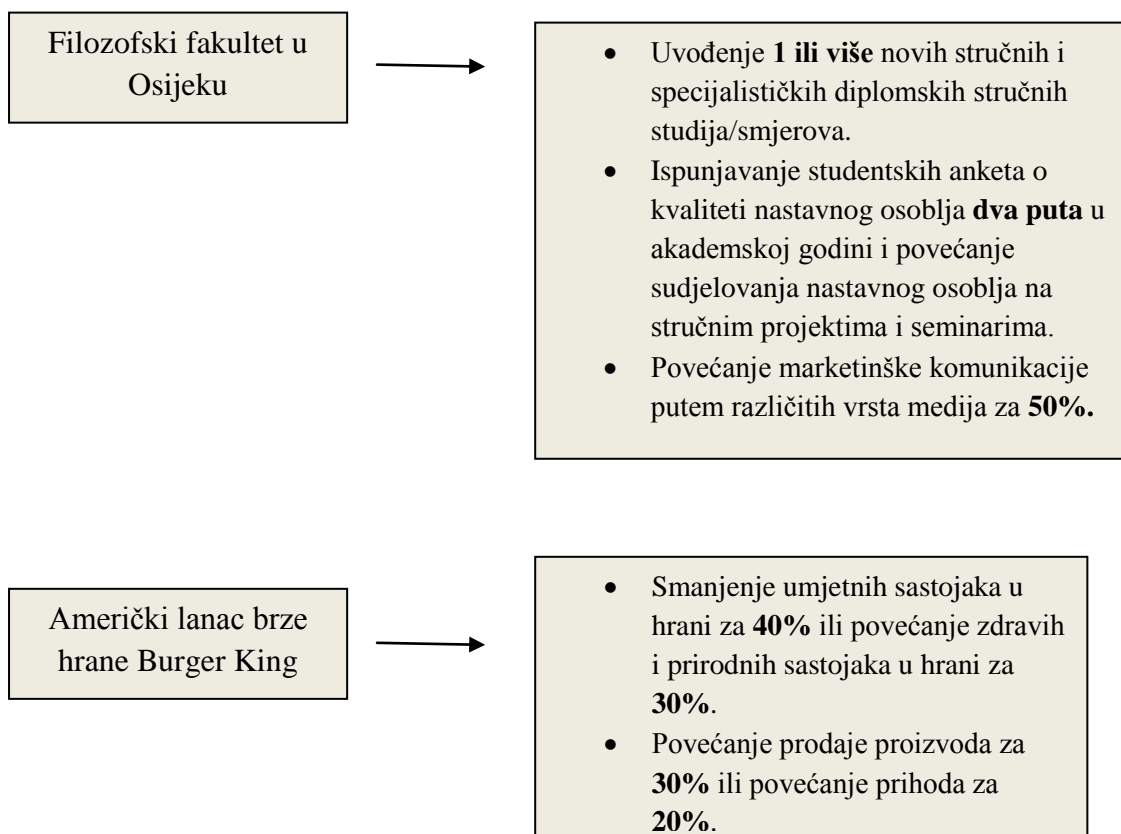 Filozofski fakultet u
Osijeku
• Uvođenje 1 ili više novih stručnih i
specijalističkih diplomskih stručnih
studija/smjerova.
• Ispunjavanje studentskih anketa o
kvaliteti nastavnog osoblja dva puta u
akademskoj godini i povećanje
sudjelovanja nastavnog osoblja na
stručnim projektima i seminarima.
• Povećanje marketinške komunikacije
putem različitih vrsta medija za 50%.
Amérički lanac brze
hrane Burger King
• Smanjenje umjetnih sastojaka u
hrani za 40% ili povećanje zdravih
i prirodnih sastojaka u hrani za
30%.
• Povećanje prodaje proizvoda za
30% ili povećanje prihoda za
20%.